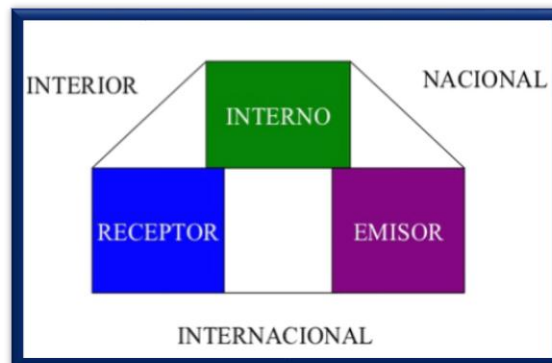 INTERIOR
NACIONAL
INTERNO
RECEPTOR
EMISOR
INTERNACIONAL